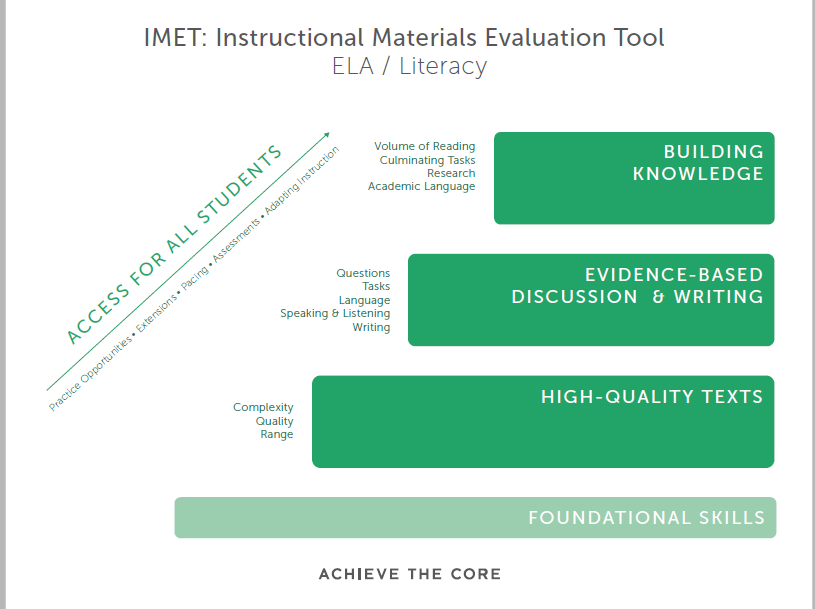 IMET: Instructional Materials Evaluation Tool
ELA / Literacy
ACCESS FOR ALL STUDENTS
Practice Opportunities • Extensions • Pacing • Assessments • Adapting Instruction
Volume of Reading
Culminating Tasks
Research
Academic Language
BUILDING
KNOWLEDGE
Questions
Tasks
Language
Speaking & Listening
Writing
EVIDENCE-BASED
DISCUSSION & WRITING
Complexity
Quality
Range
HIGH-QUALITY TEXTS
FOUNDATIONAL SKILLS
ACHIEVE THE CORE